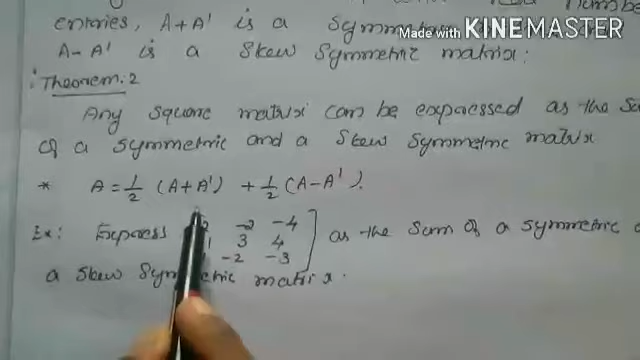 entries, A+A' is a Symmetric
Made with KINEMASTER
A-A' is a Skew Symmetric matrix:
Theorem:2
Any square matrix can be expressed as the
of a symmetric and a Skew Symmetric matrix
* A = 1/2 (A+A') + 1/2 (A-A').
Ex: Express -2 -4
3 4 as the Sum of a symmetric
-2 -3
a Skew Symmetric matrix.